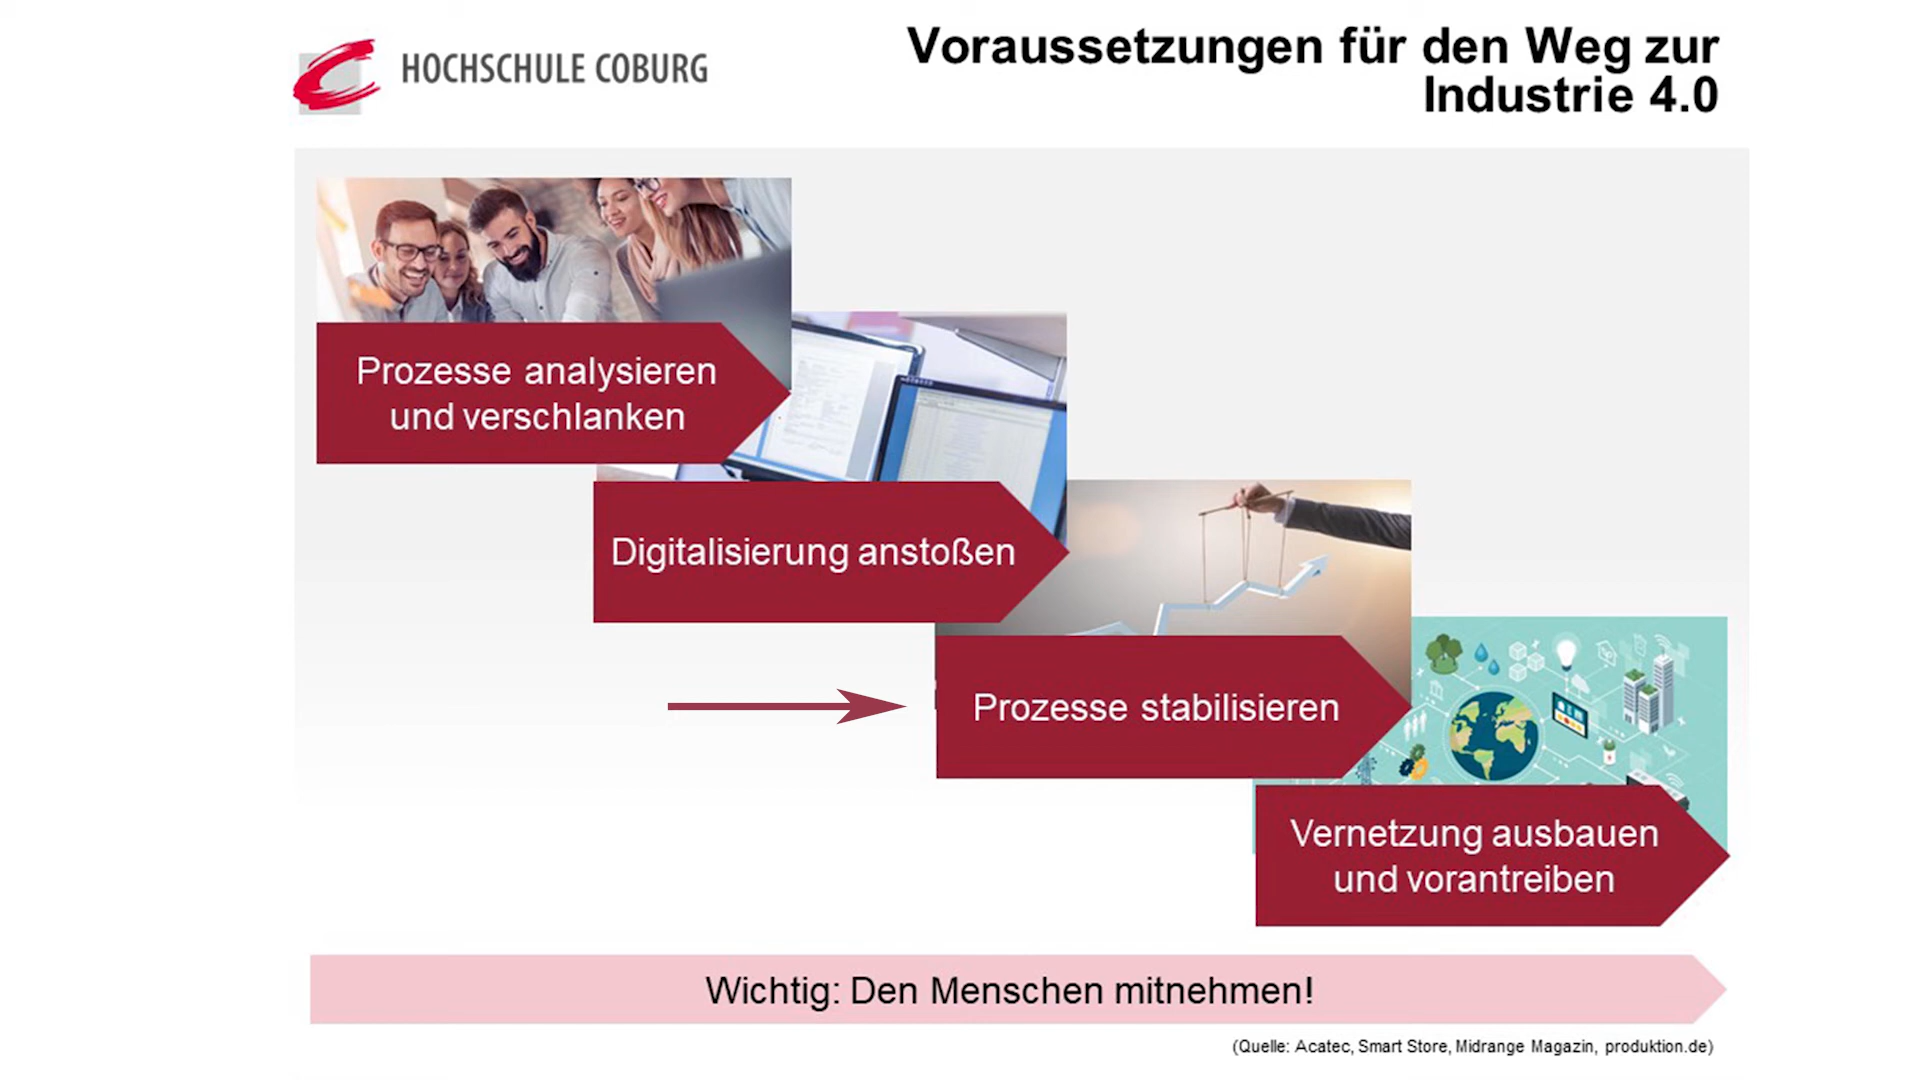 HOCHSCHULE COBURG
Voraussetzungen für den Weg zur
Industrie 4.0
Prozesse analysieren
und verschlanken
Digitalisierung anstoßen
Prozesse stabilisieren
Vernetzung ausbauen
und vorantreiben
Wichtig: Den Menschen mitnehmen!
(Quelle: Acatec, Smart Store, Midrange Magazin, produktion.de)